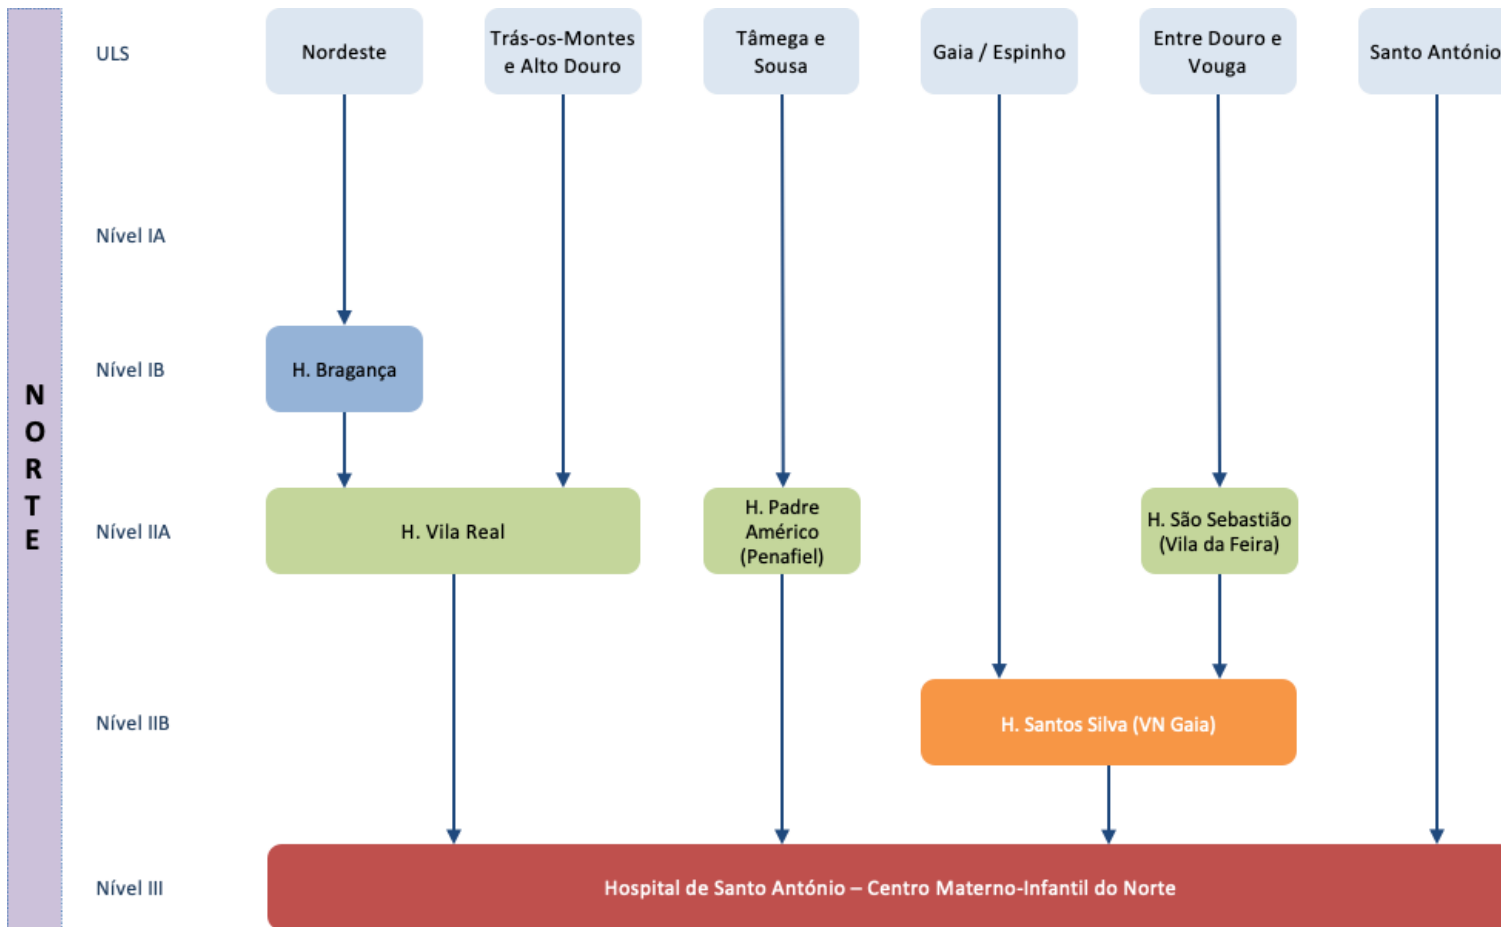 ULS
Nordeste
Trás-os-Montes
e Alto Douro
Tâmega e
Sousa
Gaia / Espinho
Entre Douro e
Vouga
Santo António
Nível IA
Nível IB
H. Bragança
NORTE
Nível IIA
H. Vila Real
H. Padre
Américo
(Penafiel)
H. São Sebastião
(Vila da Feira)
Nível IIB
H. Santos Silva (VN Gaia)
Nível III
Hospital de Santo António – Centro Materno-Infantil do Norte